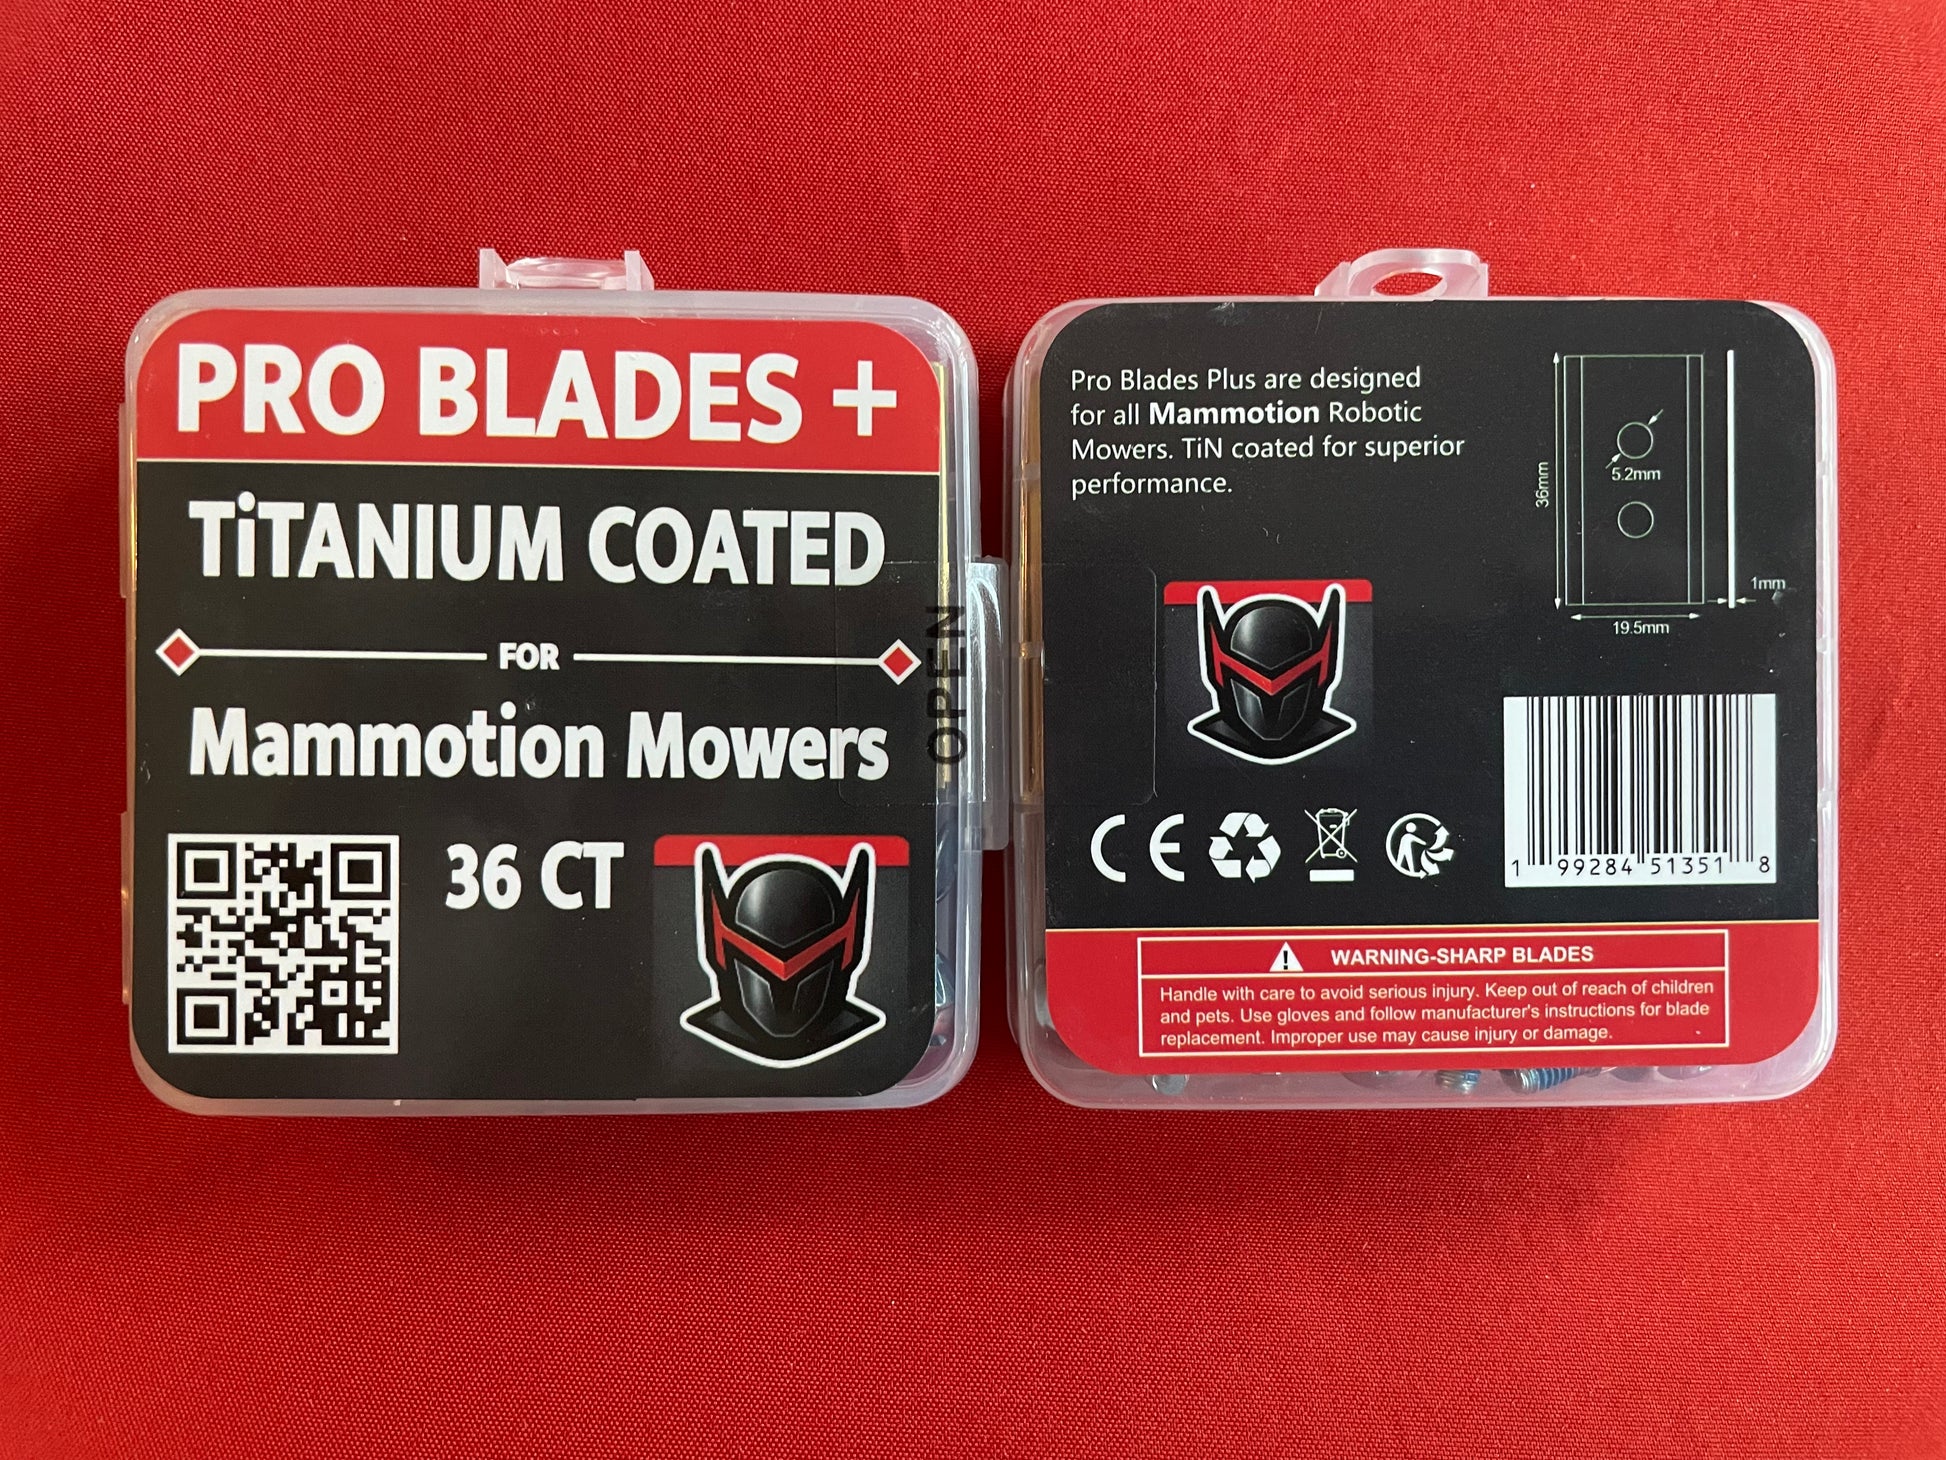 PRO BLADES +
TiTANIUM COATED
FOR
Mammotion Mowers
36 CT
OPEN
Pro Blades Plus are designed
for all Mammotion Robotic
Mowers. TiN coated for superior
performance.
5.2mm
36mm
1mm
19.5mm
CE
1 99284 51351 8
! WARNING-SHARP BLADES
Handle with care to avoid serious injury. Keep out of reach of children
and pets. Use gloves and follow manufacturer's instructions for blade
replacement. Improper use may cause injury or damage.